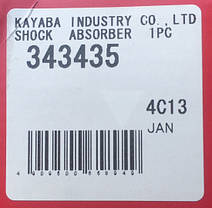 KAYABA INDUSTRY CO.,LTD
SHOCK ABSORBER 1PC
343435
4C13
JAN